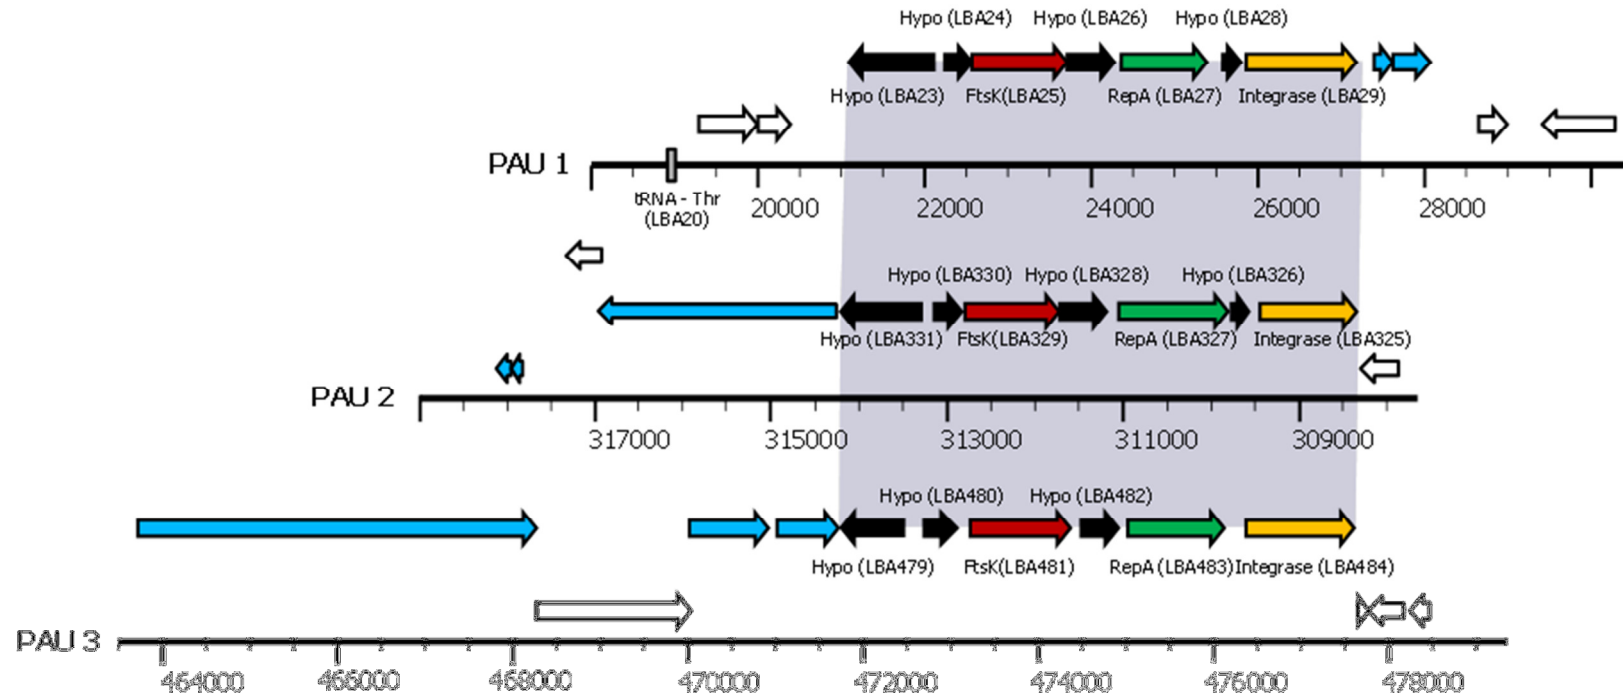 Hypo (LBA24) Hypo (LBA26) Hypo (LBA28)
Hypo (LBA23) FtsK(LBA25) RepA (LBA27) Integrase (LBA29)
PAU 1
tRNA - Thr
(LBA20)
20000 22000 24000 26000 28000
Hypo (LBA330) Hypo (LBA328) Hypo (LBA326)
Hypo (LBA331) FtsK(LBA329) RepA (LBA327) Integrase (LBA325)
PAU 2
317000 315000 313000 311000 309000
Hypo (LBA480) Hypo (LBA482)
Hypo (LBA479) FtsK(LBA481) RepA (LBA483) Integrase (LBA484)
PAU 3
464000 466000 468000 470000 472000 474000 476000 478000